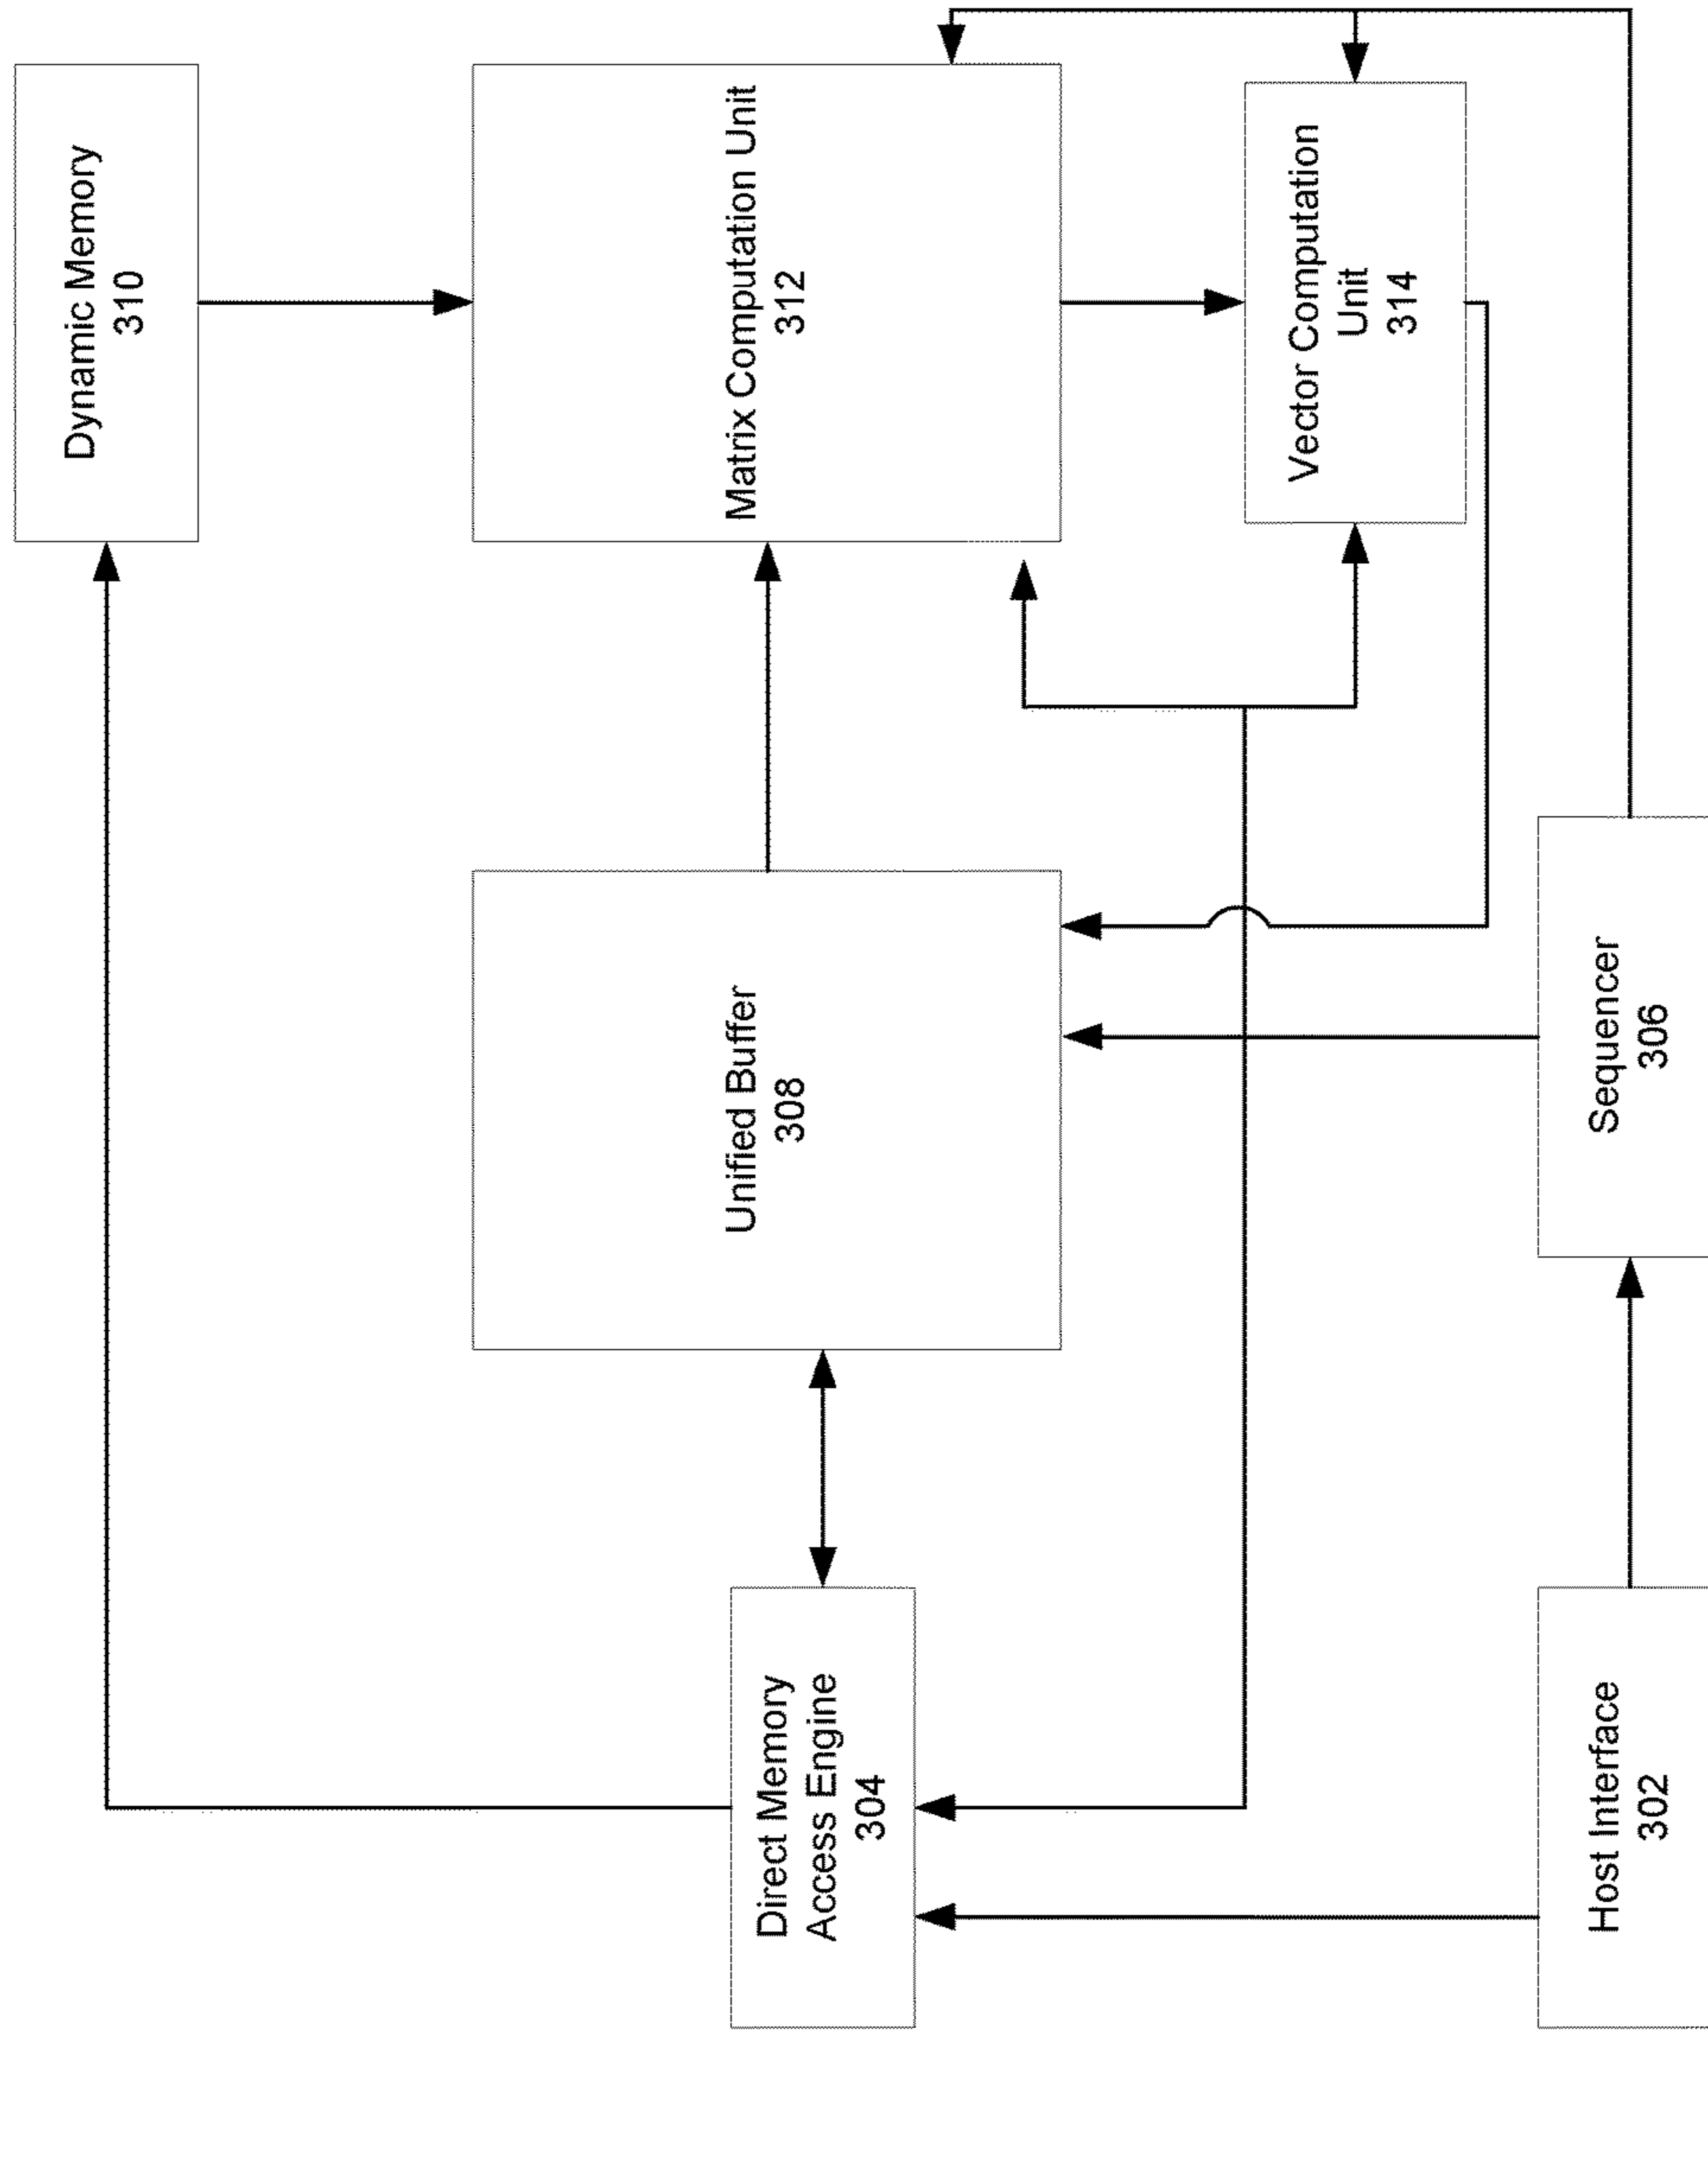 Dynamic Memory
310
Matrix Computation Unit
312
Vector Computation
Unit
314
Unified Buffer
308
Sequencer
306
Direct Memory
Access Engine
304
Host Interface
302